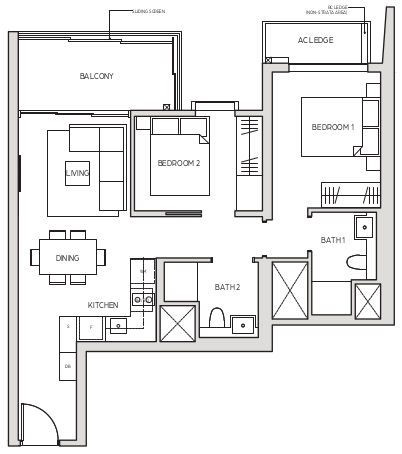 SLIDING SCREEN
RC LEDGE
(NON-STRATA AREA)
AC LEDGE
BALCONY
BEDROOM 1
BEDROOM 2
LIVING
BATH 1
DINING
BATH 2
KITCHEN
S
F
DB